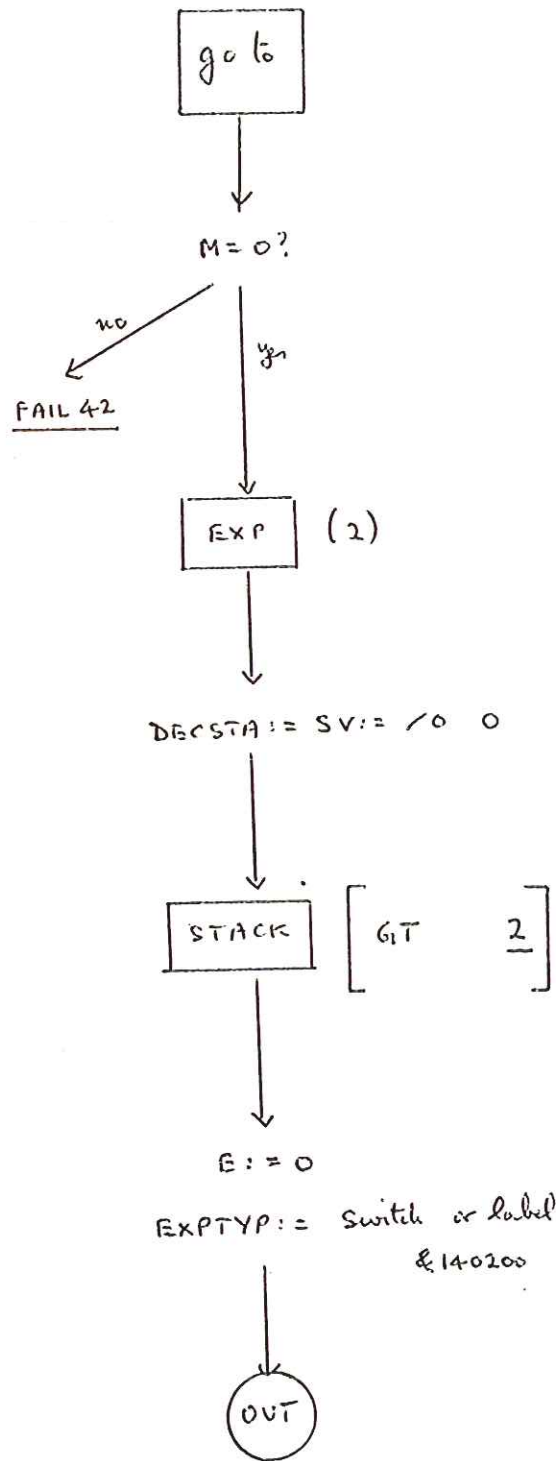 go to
M = 0?
no
yes
FAIL 42
EXP (2)
DECSTA := SV := /0 0
STACK [GT 2]
E := 0
EXPTYP := Switch or label
&140200
OUT